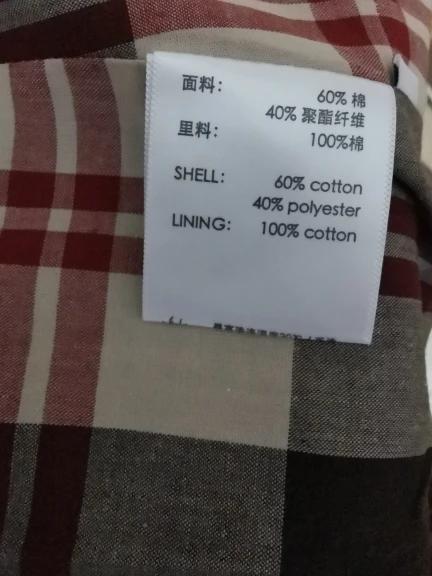 面料： 60% 棉
40% 聚酯纤维
里料： 100%棉
SHELL: 60% cotton
40% polyester
LINING: 100% cotton